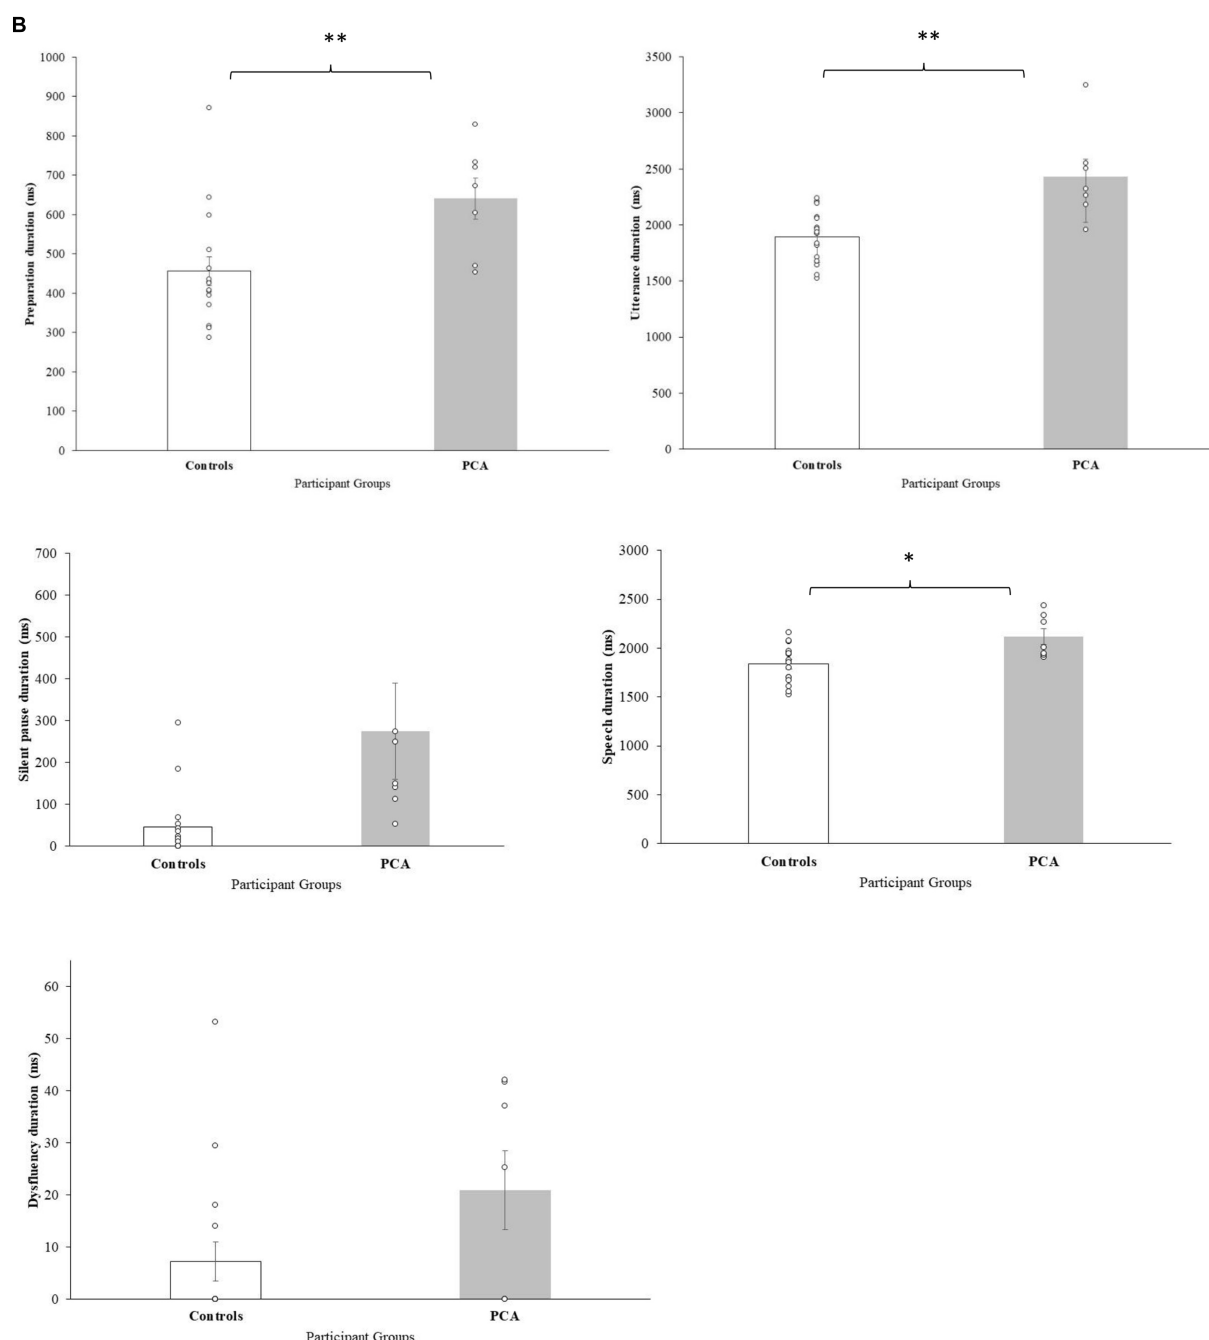 B
**
1000
900
800
700
600
500
400
300
200
100
0
Preparation duration (ms)
Controls
PCA
Participant Groups
**
3500
3000
2500
2000
1500
1000
500
0
Utterance duration (ms)
Controls
PCA
Participant Groups
700
600
500
400
300
200
100
0
Silent pause duration (ms)
Controls
PCA
Participant Groups
*
3000
2500
2000
1500
1000
500
0
Speech duration (ms)
Controls
PCA
Participant Groups
60
50
40
30
20
10
0
Dysfluency duration (ms)
Controls
PCA
Participant Groups